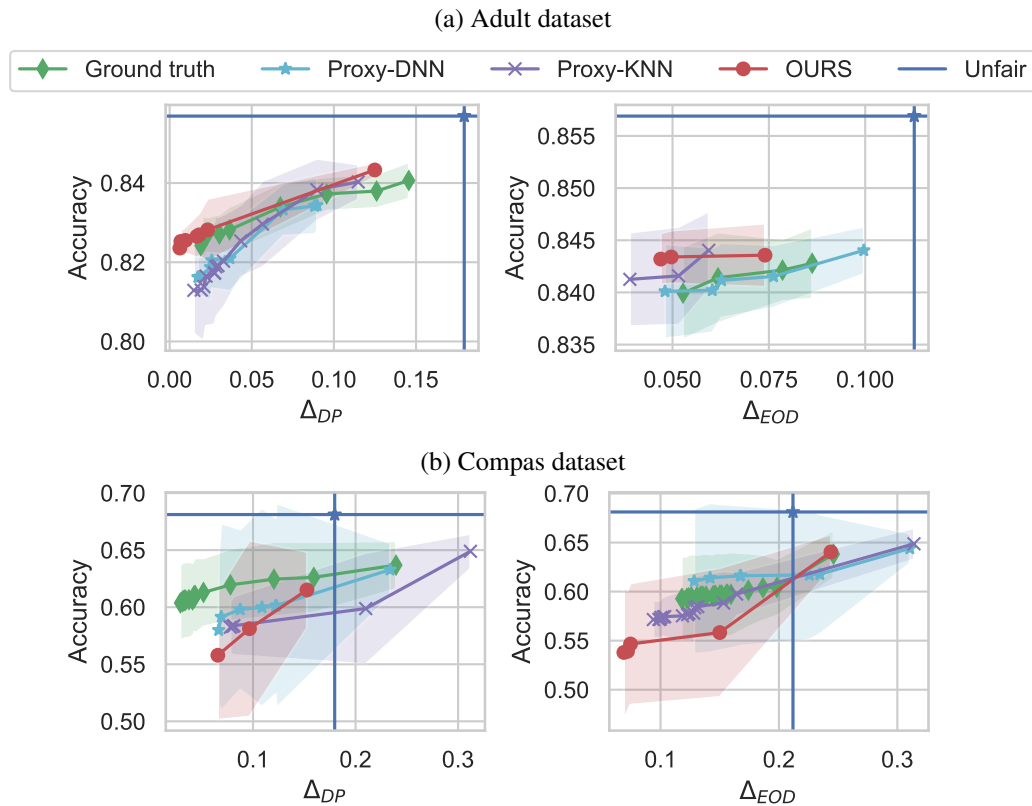 (a) Adult dataset
Ground truth Proxy-DNN Proxy-KNN OURS Unfair
Accuracy
0.84
0.82
0.80
0.00 0.05 0.10 0.15
Δ_DP
Accuracy
0.855
0.850
0.845
0.840
0.835
0.050 0.075 0.100
Δ_EOD
(b) Compas dataset
Accuracy
0.70
0.65
0.60
0.55
0.50
0.1 0.2 0.3
Δ_DP
Accuracy
0.70
0.65
0.60
0.55
0.50
0.1 0.2 0.3
Δ_EOD